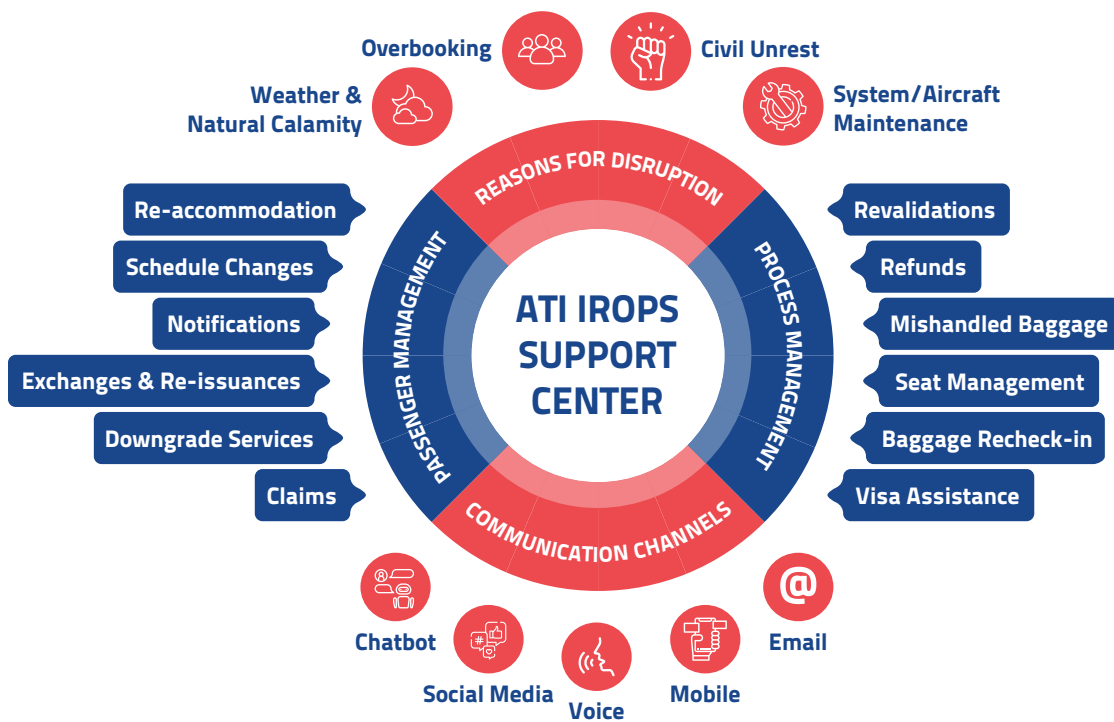 Overbooking
Civil Unrest
Weather &
Natural Calamity
System/Aircraft
Maintenance
REASONS FOR DISRUPTION
PASSENGER MANAGEMENT
Re-accommodation
Schedule Changes
Notifications
Exchanges & Re-issuances
Downgrade Services
Claims
ATI IROPS
SUPPORT
CENTER
PROCESS MANAGEMENT
Revalidations
Refunds
Mishandled Baggage
Seat Management
Baggage Recheck-in
Visa Assistance
COMMUNICATION CHANNELS
Chatbot
#
Social Media
Voice
Mobile
@
Email